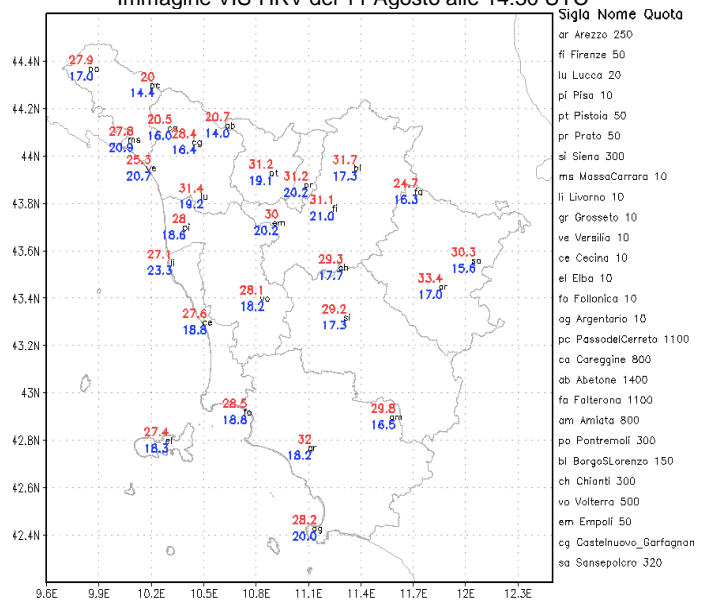 Immagine VIS HRV del 11 Agosto alle 14:30 UTC
Sigla Nome Quota
ar Arezzo 250
fi Firenze 50
lu Lucca 20
pi Pisa 10
pt Pistoia 50
pr Prato 50
si Siena 300
ms MassaCarrara 10
li Livorno 10
gr Grosseto 10
ve Versilia 10
ce Cecina 10
el Elba 10
fo Follonica 10
ag Argentario 10
pc PassodelCerreto 1100
ca Careggine 800
ab Abetone 1400
fa Falterona 1100
am Amiata 800
po Pontremoli 300
bl BorgoSLorenzo 150
ch Chianti 300
vo Volterra 500
em Empoli 50
cg Castelnuovo_Garfagnan
sa Sansepolcro 320
44.4N
44.2N
44N
43.8N
43.6N
43.4N
43.2N
43N
42.8N
42.6N
42.4N
27.9 po
17.0
20 pc
14.4
20.5 ca
16.0
28.4 cg
16.4
20.7 ab
14.0
27.8 ms
20.9
25.3 ve
20.7
31.2 pt
19.1
31.2 pr
20.2
31.7 bl
17.3
24.7 fa
16.3
31.4 lu
19.2
31.1 fi
21.0
28 pi
18.6
30 em
20.2
27.1 li
23.3
29.3 ch
17.7
30.3 sa
15.6
33.4 ar
17.0
28.1 vo
18.2
27.6 ce
18.8
29.2 si
17.3
28.5 fo
18.8
29.8 am
16.5
27.4 el
18.3
32 gr
18.2
28.2 ag
20.0
9.6E 9.9E 10.2E 10.5E 10.8E 11.1E 11.4E 11.7E 12E 12.3E